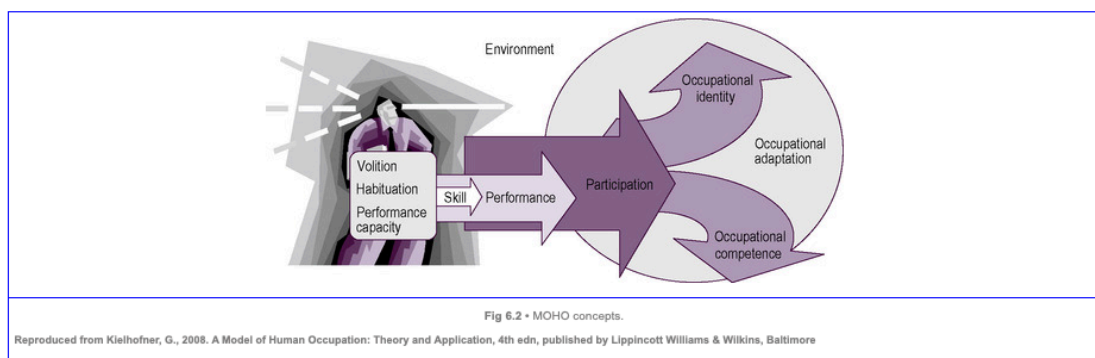 Environment
Occupational
identity
Occupational
adaptation
Volition
Habituation
Performance
capacity
Skill
Performance
Participation
Occupational
competence
Fig 6.2 • MOHO concepts.
Reproduced from Kielhofner, G., 2008. A Model of Human Occupation: Theory and Application, 4th edn, published by Lippincott Williams & Wilkins, Baltimore